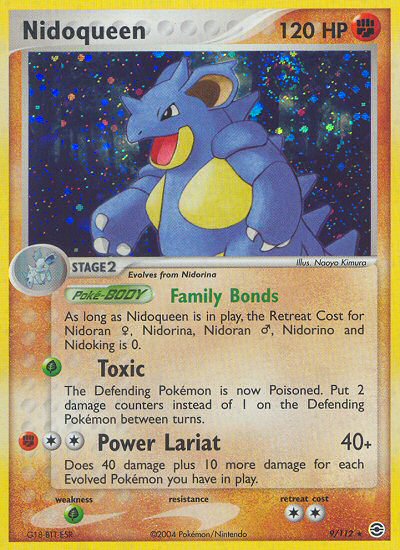 Nidoqueen 120 HP
STAGE2
Evolves from Nidorina
Illus. Naoyo Kimura
Poké-BODY Family Bonds
As long as Nidoqueen is in play, the Retreat Cost for
Nidoran ♀, Nidorina, Nidoran ♂, Nidorino and
Nidoking is 0.
Toxic
The Defending Pokémon is now Poisoned. Put 2
damage counters instead of 1 on the Defending
Pokémon between turns.
Power Lariat 40+
Does 40 damage plus 10 more damage for each
Evolved Pokémon you have in play.
weakness resistance retreat cost
©2004 Pokémon/Nintendo
9/112 ★